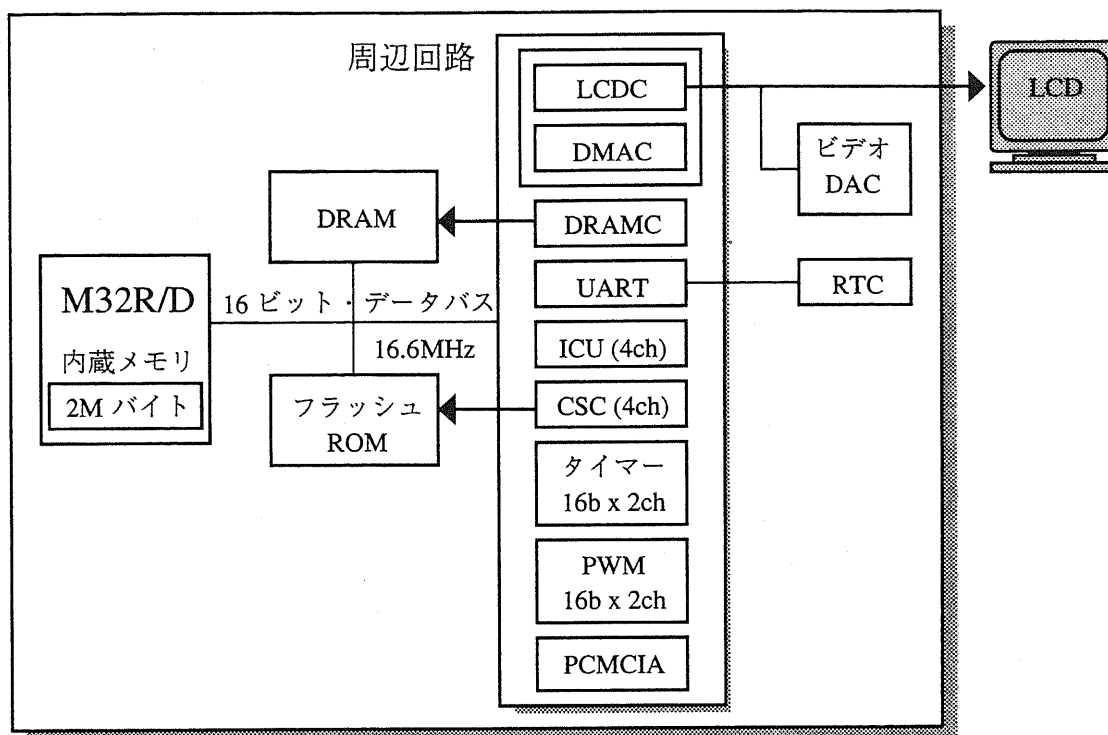 周辺回路
LCDC
DMAC
DRAMC
UART
ICU (4ch)
CSC (4ch)
タイマー
16b x 2ch
PWM
16b x 2ch
PCMCIA
LCD
ビデオ
DAC
RTC
DRAM
M32R/D
内蔵メモリ
2M バイト
16 ビット・データバス
16.6MHz
フラッシュ
ROM